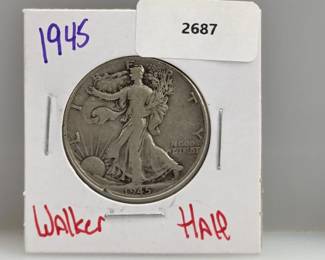 2687
1945
LIBERTY
IN GOD WE
TRUST
1945
Walker Half